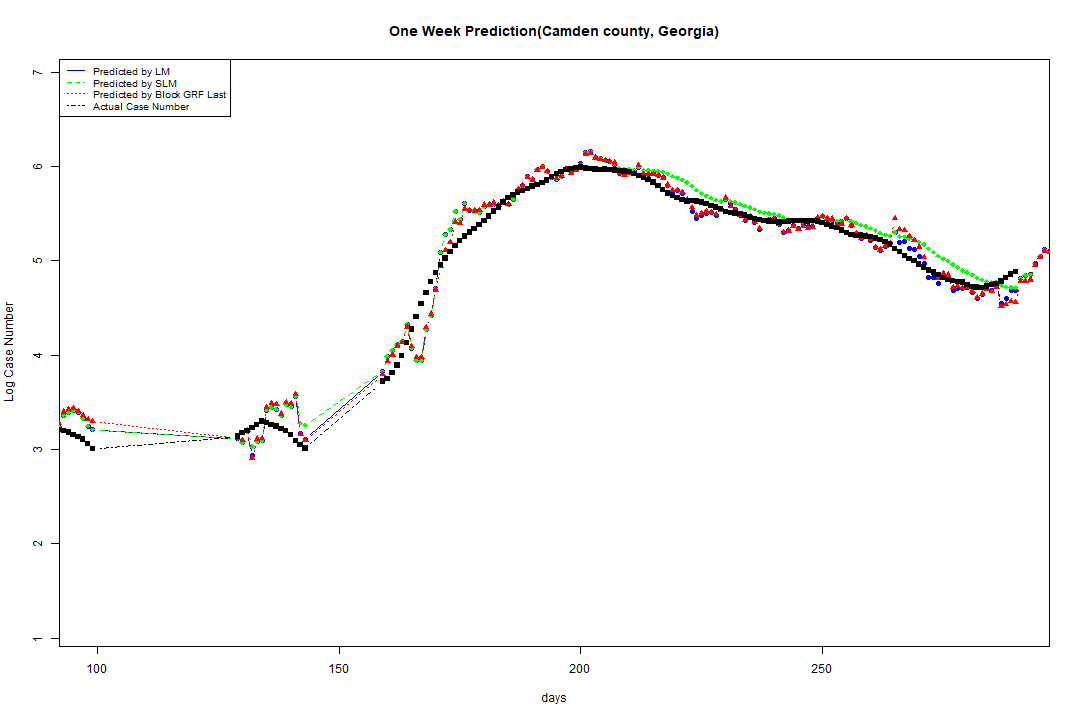 One Week Prediction(Camden county, Georgia)
Predicted by LM
Predicted by SLM
Predicted by Block GRF Last
Actual Case Number
7
6
5
4
3
2
1
Log Case Number
100 150 200 250
days